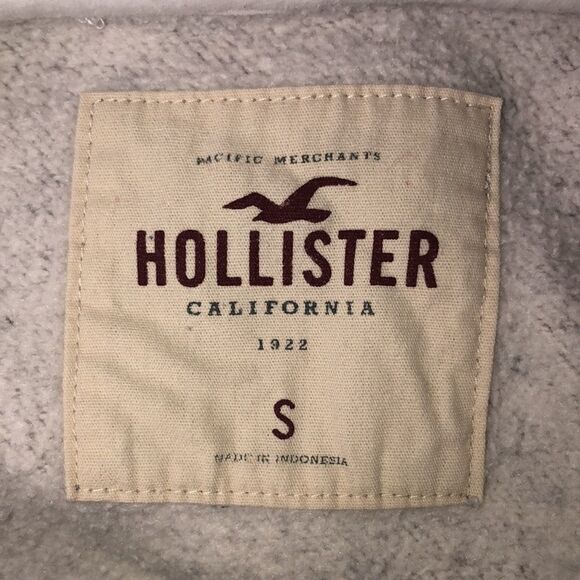 PACIFIC MERCHANTS
HOLLISTER
CALIFORNIA
1922
S
MADE IN INDONESIA